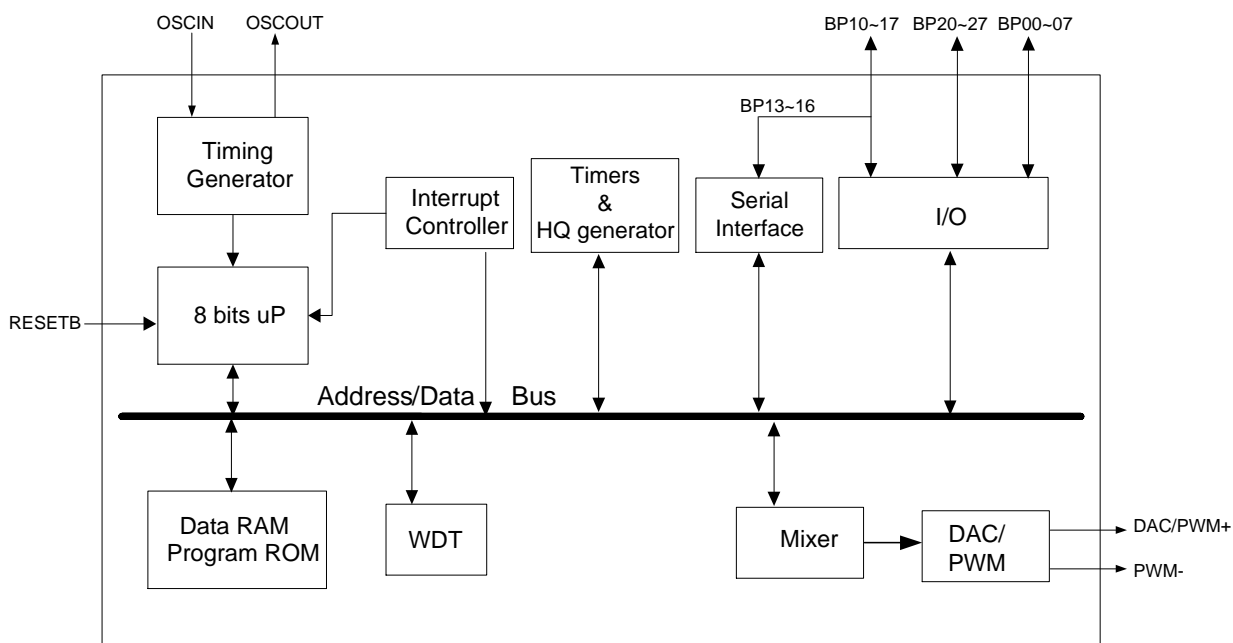 OSCIN
OSCOUT
BP10~17
BP20~27
BP00~07
BP13~16
Timing
Generator
Interrupt
Controller
Timers
&
HQ generator
Serial
Interface
I/O
RESETB
8 bits uP
Address/Data Bus
Data RAM
Program ROM
WDT
Mixer
DAC/
PWM
DAC/PWM+
PWM-